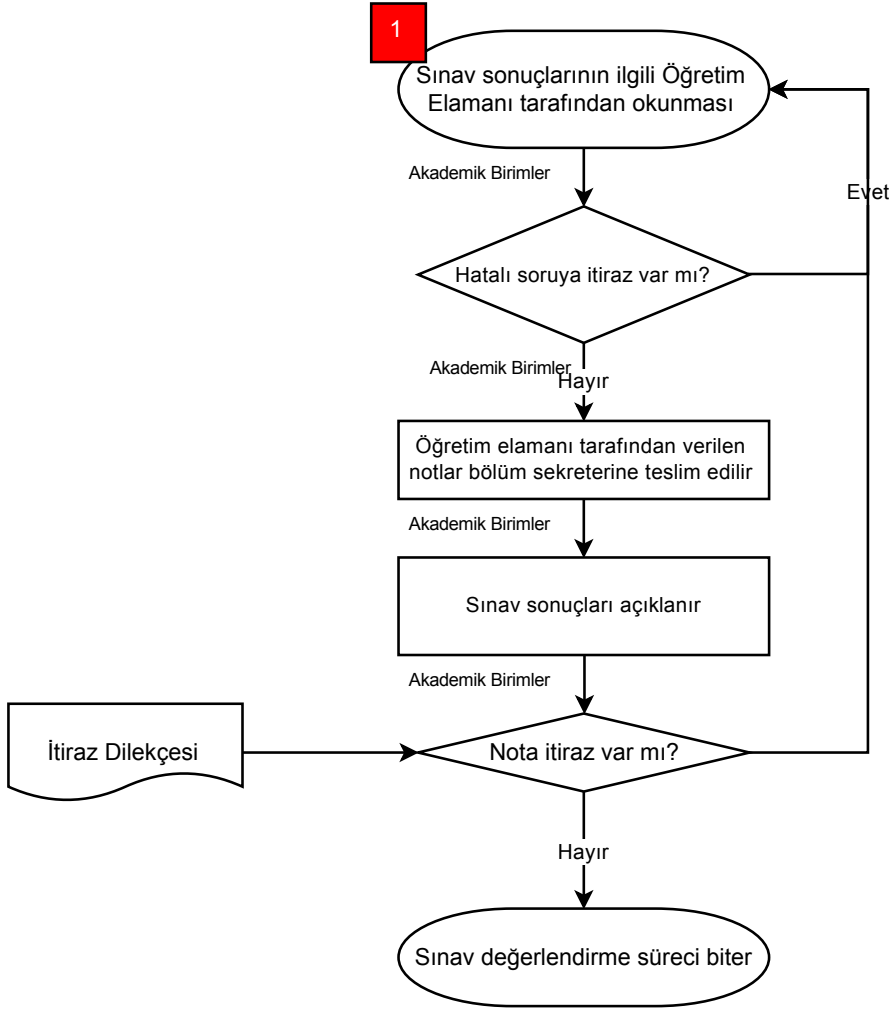 1
Sınav sonuçlarının ilgili Öğretim
Elamanı tarafından okunması
Akademik Birimler
Evet
Hatalı soruya itiraz var mı?
Akademik Birimler
Hayır
Öğretim elamanı tarafından verilen
notlar bölüm sekreterine teslim edilir
Akademik Birimler
Sınav sonuçları açıklanır
Akademik Birimler
İtiraz Dilekçesi
Nota itiraz var mı?
Hayır
Sınav değerlendirme süreci biter